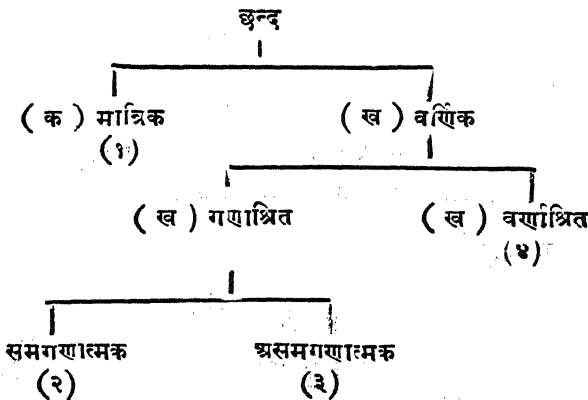 छन्द
( क ) मात्रिक ( ख ) वर्णिक
(१)
( ख ) गणाश्रित ( ख ) वर्णाश्रित
(४)
समगणात्मक असमगणात्मक
(२) (३)